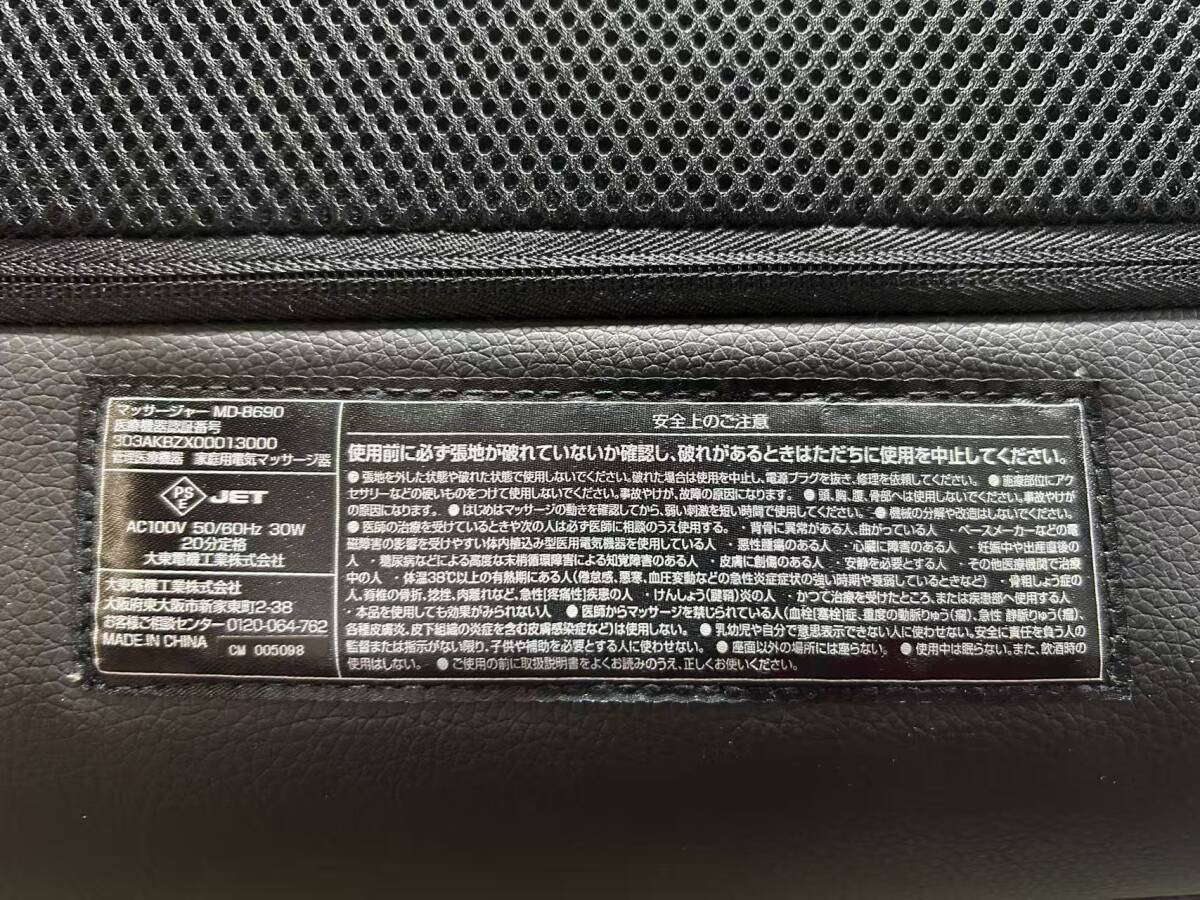 マッサージャー MD-8690
医療機器認証番号
303AKBZX00013000
管理医療機器 家庭用電気マッサージ器
PS
E
JET
AC100V 50/60Hz 30W
20分定格
大東電機工業株式会社
大東電機工業株式会社
大阪府東大阪市新家東町2-38
お客様ご相談センター 0120-064-762
MADE IN CHINA
CM 005098
安全上のご注意
使用前に必ず張地が破れていないか確認し、破れがあるときはただちに使用を中止してください。
●張地を外した状態や破れた状態で使用しないでください。破れた場合は使用を中止し、電源プラグを抜き、修理を依頼してください。 ●施療部位にアク
セサリーなどの硬いものをつけて使用しないでください。事故やけが、故障の原因になります。 ●頭、胸、腹、骨部へは使用しないでください。事故やけが
の原因になります。 ●はじめはマッサージの動きを確認してから、弱い刺激を短い時間で使用してください。 ●機械の分解や改造はしないでください。
●医師の治療を受けているときや次の人は必ず医師に相談のうえ使用する。 ・背骨に異常がある人、曲がっている人 ・ペースメーカーなどの電
磁障害の影響を受けやすい体内植込み型医用電気機器を使用している人 ・悪性腫瘍のある人 ・心臓に障害のある人 ・妊娠中や出産直後の
人 ・糖尿病などによる高度な末梢循環障害による知覚障害のある人 ・皮膚に創傷のある人 ・安静を必要とする人 ・その他医療機関で治療
中の人 ・体温38℃以上の有熱期にある人(倦怠感、悪寒、血圧変動などの急性炎症症状の強い時期や衰弱しているときなど) ・骨粗しょう症の
人、脊椎の骨折、捻挫、肉離れなど、急性[疼痛性]疾患の人 ・けんしょう(腱鞘)炎の人 ・かつて治療を受けたところ、または疾患部へ使用する人
・本品を使用しても効果がみられない人 ●医師からマッサージを禁じられている人(血栓[塞栓]症、重度の動脈りゅう(瘤)、急性 静脈りゅう(瘤)、
各種皮膚炎、皮下組織の炎症を含む皮膚感染症など)は使用しない。 ●乳幼児や自分で意思表示できない人に使わせない。安全に責任を負う人の
監督または指示がない限り、子供や補助を必要とする人に使わせない。 ●座面以外の場所には座らない。 ●使用中は眠らない。また、飲酒時の
使用はしない。 ●ご使用の前に取扱説明書をよくお読みのうえ、正しくお使いください。